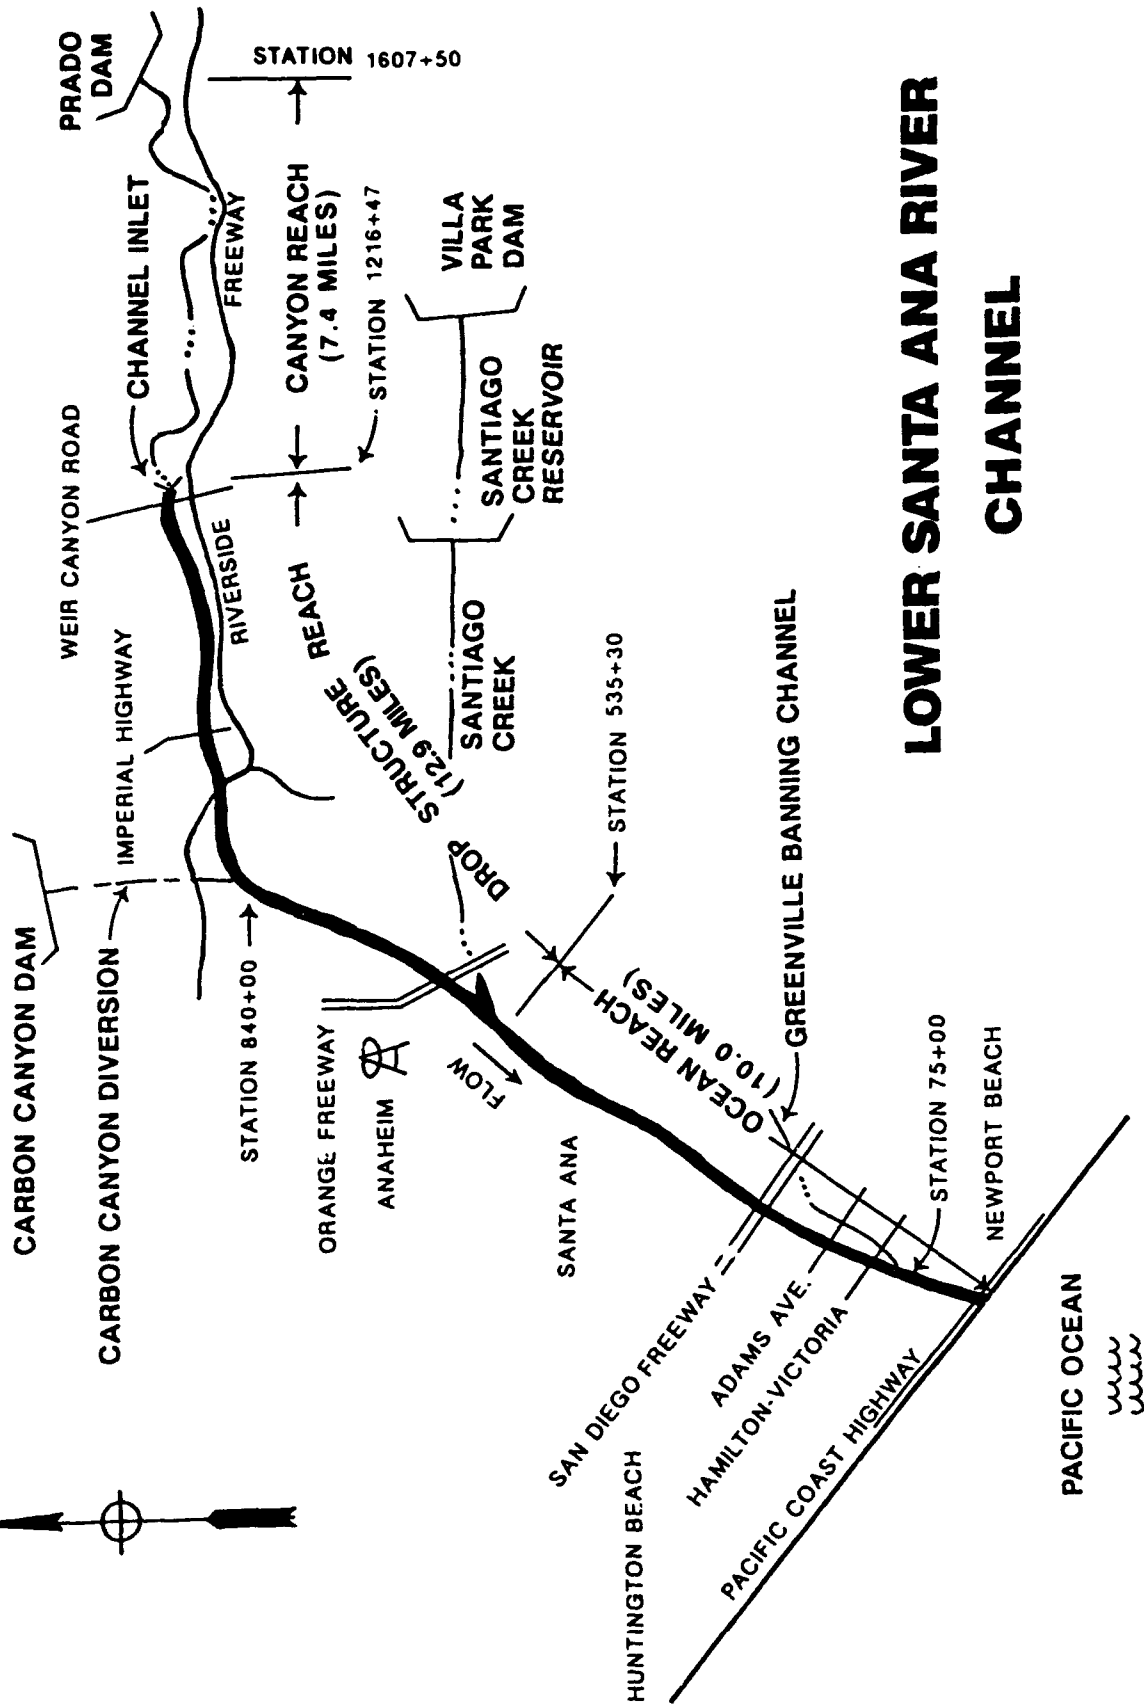 CARBON CANYON DAM
CARBON CANYON DIVERSION
IMPERIAL HIGHWAY
WEIR CANYON ROAD
CHANNEL INLET
PRADO
DAM
STATION 840+00
RIVERSIDE
FREEWAY
STATION 1607+50
CANYON REACH
(7.4 MILES)
STATION 1216+47
DROP STRUCTURE REACH
(12.9 MILES)
ORANGE FREEWAY
ANAHEIM
FLOW
SANTIAGO
CREEK
SANTIAGO
CREEK
RESERVOIR
VILLA
PARK
DAM
SANTA ANA
STATION 535+30
OCEAN REACH
(10.0 MILES)
GREENVILLE BANNING CHANNEL
SAN DIEGO FREEWAY
ADAMS AVE.
HAMILTON-VICTORIA
STATION 75+00
HUNTINGTON BEACH
PACIFIC COAST HIGHWAY
NEWPORT BEACH
PACIFIC OCEAN
LOWER SANTA ANA RIVER
CHANNEL